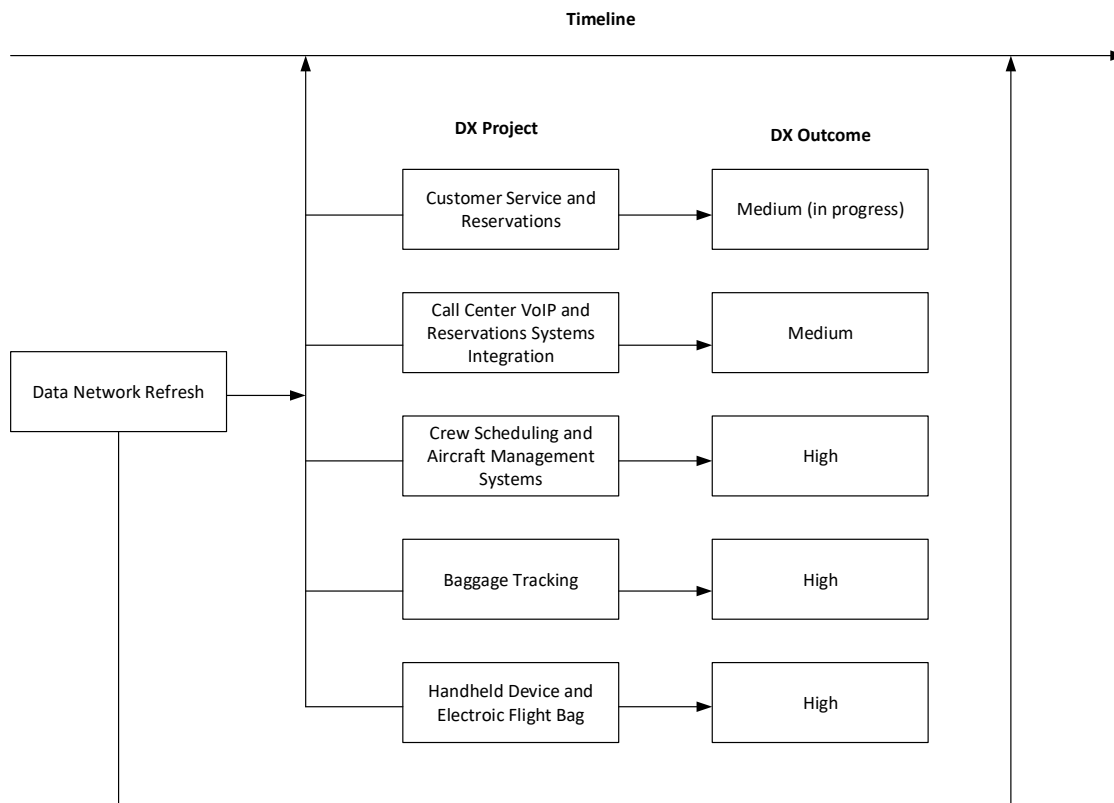 Timeline
DX Project
DX Outcome
Customer Service and
Reservations
Medium (in progress)
Call Center VoIP and
Reservations Systems
Integration
Medium
Data Network Refresh
Crew Scheduling and
Aircraft Management
Systems
High
Baggage Tracking
High
Handheld Device and
Electroic Flight Bag
High